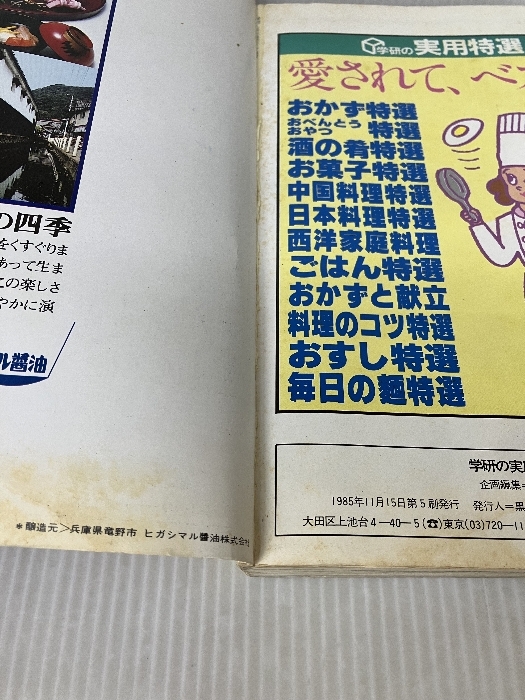 の四季
をくすぐりま
あって生ま
この楽しさ
やかに演
ル醤油
*醸造元>兵庫県竜野市 ヒガシマル醤油株式会社
学研の実用特選
愛されて、ベス
おかず特選
おべんとう
おやつ 特選
酒の肴特選
お菓子特選
中国料理特選
日本料理特選
西洋家庭料理
ごはん特選
おかずと献立
料理のコツ特選
おすし特選
毎日の麺特選
学研の実
企画編集=
1985年11月15日第5刷発行 発行人=黒
大田区上池台4-40-5(☎)東京(03)720-11